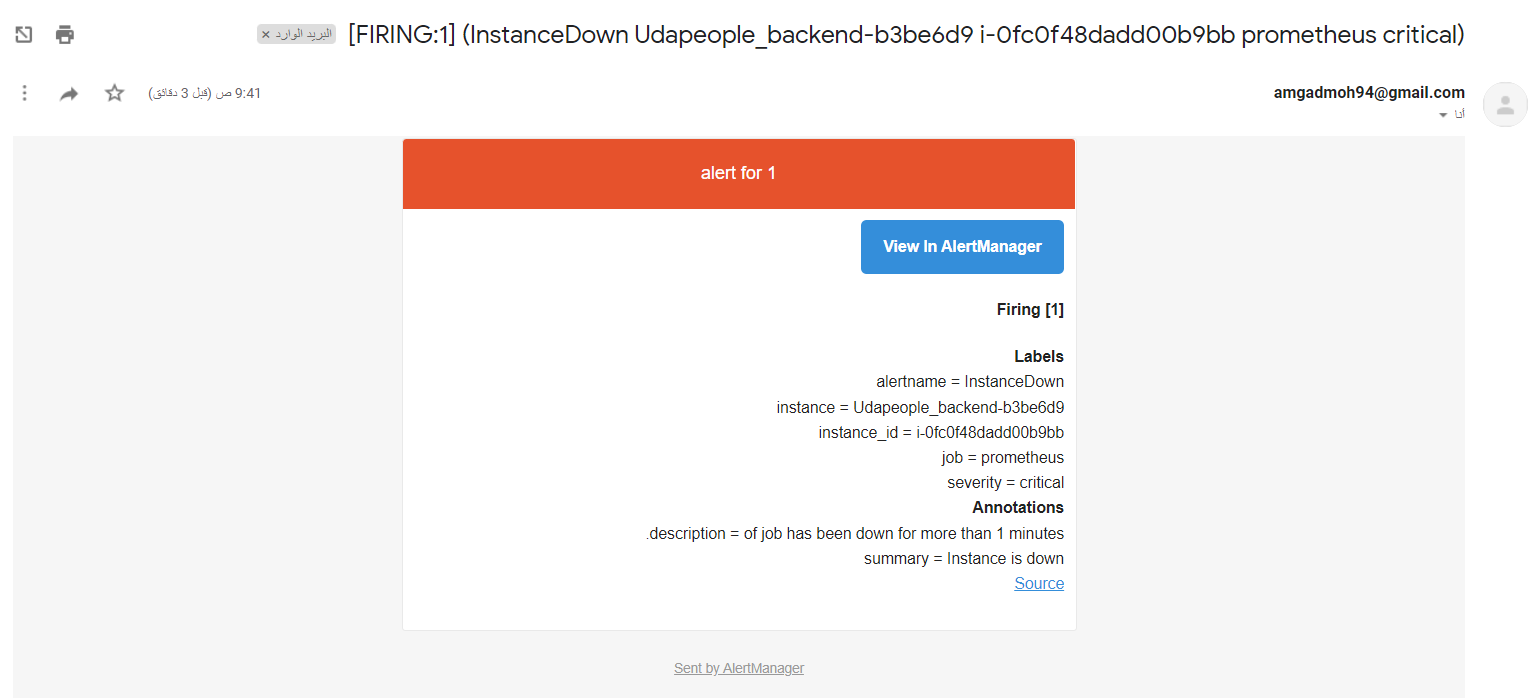 [FIRING:1] (InstanceDown Udapeople_backend-b3be6d9 i-0fc0f48dadd00b9bb prometheus critical)
البريد الوارد ×
amgadmoh94@gmail.com
9:41 ص (قبل 3 دقائق)
أنا
alert for 1
View In AlertManager
Firing [1]
Labels
alertname = InstanceDown
instance = Udapeople_backend-b3be6d9
instance_id = i-0fc0f48dadd00b9bb
job = prometheus
severity = critical
Annotations
.description = of job has been down for more than 1 minutes
summary = Instance is down
Source
Sent by AlertManager